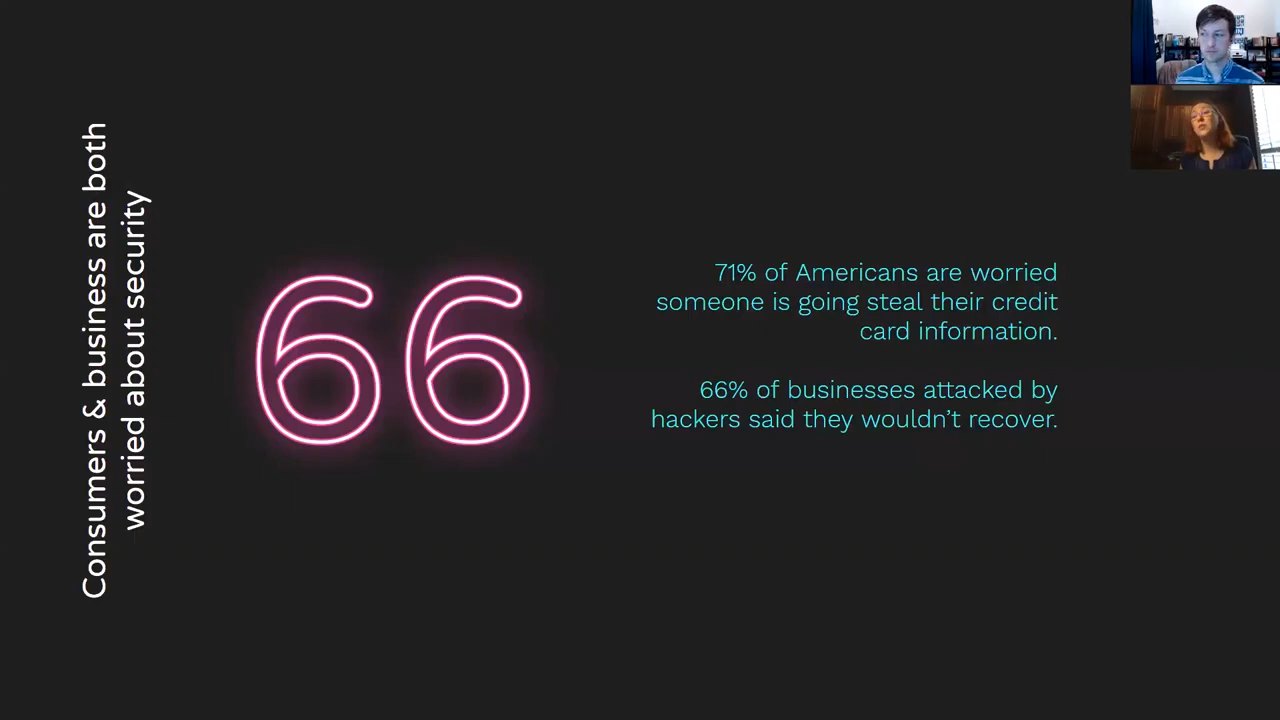 Consumers & business are both
worried about security
66
71% of Americans are worried
someone is going steal their credit
card information.
66% of businesses attacked by
hackers said they wouldn’t recover.